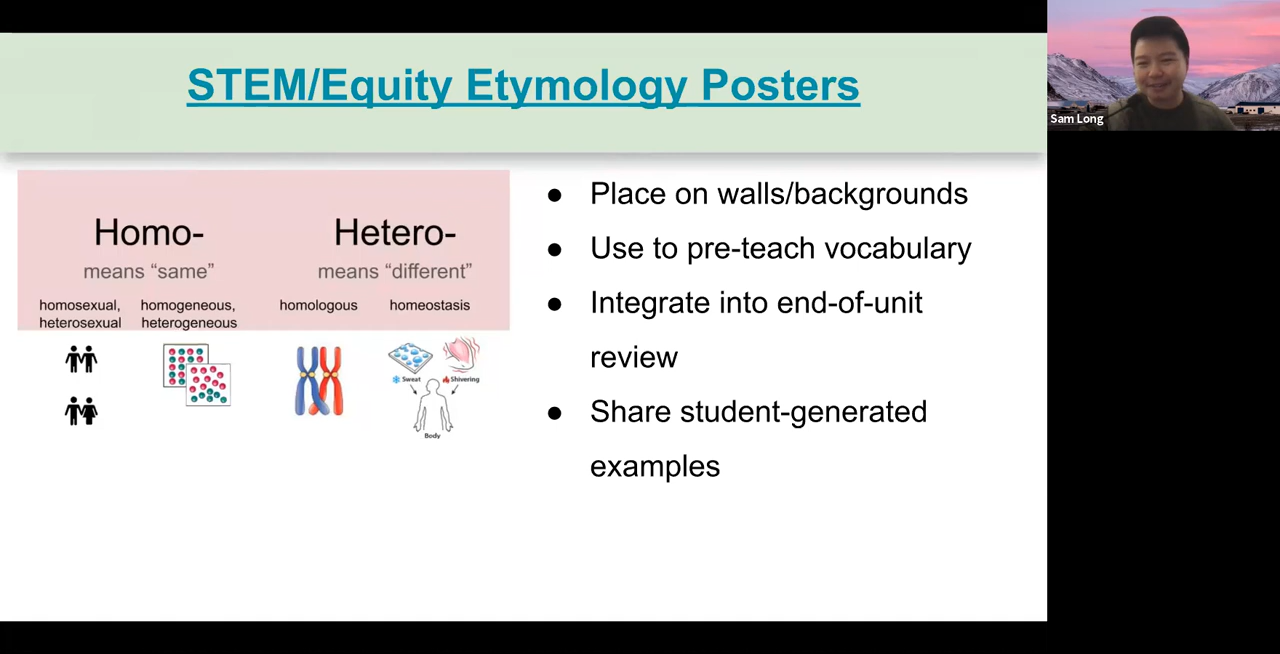 STEM/Equity Etymology Posters
Homo-
means “same”
Hetero-
means “different”
homosexual,
heterosexual
homogeneous,
heterogeneous
homologous
homeostasis
Sweat
Shivering
Body
● Place on walls/backgrounds
● Use to pre-teach vocabulary
● Integrate into end-of-unit
review
● Share student-generated
examples
Sam Long